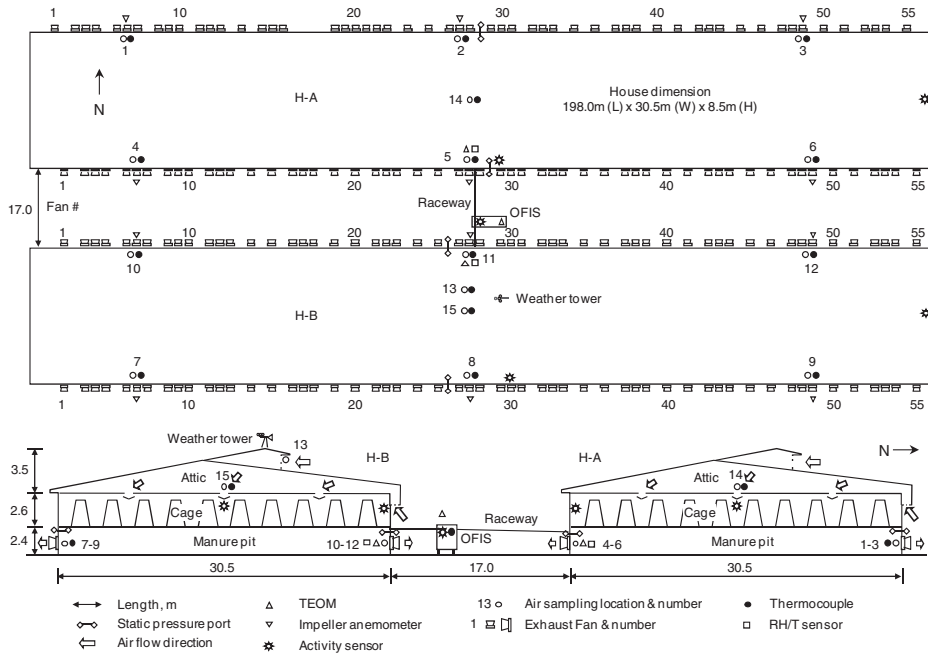 1 10 20 30 40 50 55
1 2 3
N H-A 14 House dimension
198.0m (L) x 30.5m (W) x 8.5m (H)
4 5 6
1 10 20 30 40 50 55
17.0 Fan # Raceway OFIS
1 10 20 30 40 50 55
10 11 12
13
Weather tower
H-B 15
7 8 9
1 10 20 30 40 50 55
Weather tower 13 H-B H-A N
3.5 Attic 15 Attic 14
2.6 Cage Cage
Raceway
2.4 7-9 Manure pit 10-12 OFIS 4-6 Manure pit 1-3
30.5 17.0 30.5
Length, m TEOM 13 Air sampling location & number Thermocouple
Static pressure port Impeller anemometer 1 Exhaust Fan & number RH/T sensor
Air flow direction Activity sensor